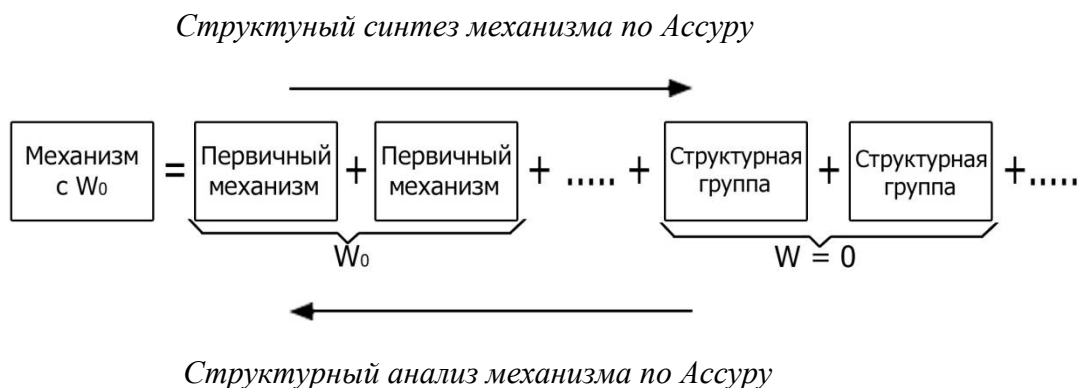 Структуный синтез механизма по Ассуру
Механизм
с W₀
=
Первичный
механизм
+
Первичный
механизм
+ ..... +
Структурная
группа
+
Структурная
группа
+.....
W₀
W = 0
Структурный анализ механизма по Ассуру